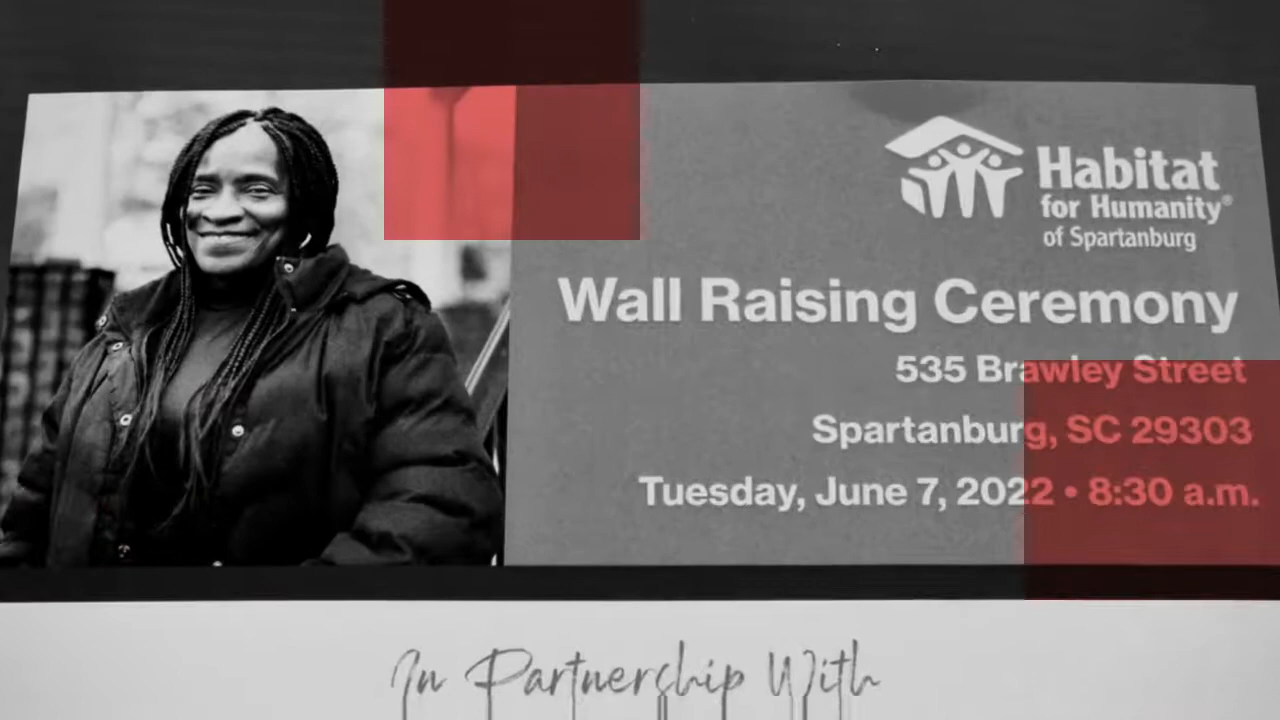 Habitat
for Humanity®
of Spartanburg
Wall Raising Ceremony
535 Brawley Street
Spartanburg, SC 29303
Tuesday, June 7, 2022 • 8:30 a.m.
In Partnership With